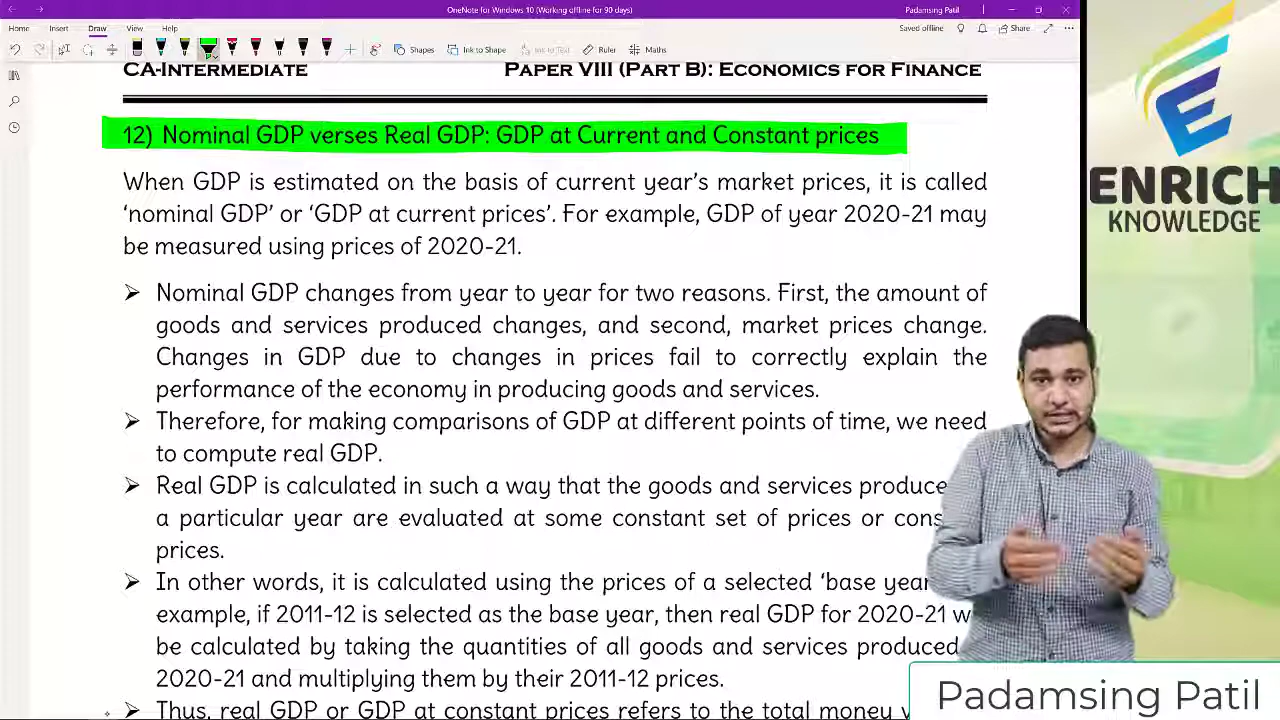 OneNote for Windows 10 (Working offline for 90 days)
Padamsing Patil
Home Insert Draw View Help
Saved offline
Share
Shapes
Ink to Shape
Ink to Text
Ruler
Maths
CA-Intermediate Paper VIII (Part B): Economics for Finance
12) Nominal GDP verses Real GDP: GDP at Current and Constant prices
When GDP is estimated on the basis of current year's market prices, it is called
'nominal GDP' or 'GDP at current prices'. For example, GDP of year 2020-21 may
be measured using prices of 2020-21.
➢ Nominal GDP changes from year to year for two reasons. First, the amount of
goods and services produced changes, and second, market prices change.
Changes in GDP due to changes in prices fail to correctly explain the
performance of the economy in producing goods and services.
➢ Therefore, for making comparisons of GDP at different points of time, we need
to compute real GDP.
➢ Real GDP is calculated in such a way that the goods and services produce
a particular year are evaluated at some constant set of prices or cons
prices.
➢ In other words, it is calculated using the prices of a selected 'base year
example, if 2011-12 is selected as the base year, then real GDP for 2020-21 w
be calculated by taking the quantities of all goods and services produced
2020-21 and multiplying them by their 2011-12 prices.
➢ Thus, real GDP or GDP at constant prices refers to the total money v
ENRICH
KNOWLEDGE
Padamsing Patil